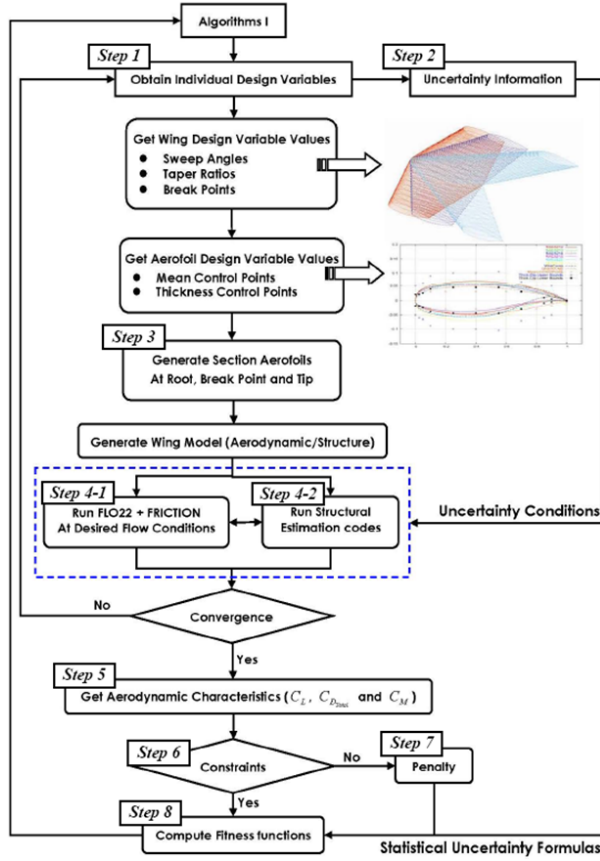 Algorithms I
Step 1
Obtain Individual Design Variables
Step 2
Uncertainty Information
Get Wing Design Variable Values
● Sweep Angles
● Taper Ratios
● Break Points
Get Aerofoil Design Variable Values
● Mean Control Points
● Thickness Control Points
Step 3
Generate Section Aerofoils
At Root, Break Point and Tip
Generate Wing Model (Aerodynamic/Structure)
Step 4-1
Run FLO22 + FRICTION
At Desired Flow Conditions
Step 4-2
Run Structural
Estimation codes
Uncertainty Conditions
No
Convergence
Yes
Step 5
Get Aerodynamic Characteristics (C_L, C_{D_{Total}} and C_M)
Step 6
Constraints
No
Step 7
Penalty
Yes
Step 8
Compute Fitness functions
Statistical Uncertainty Formulas